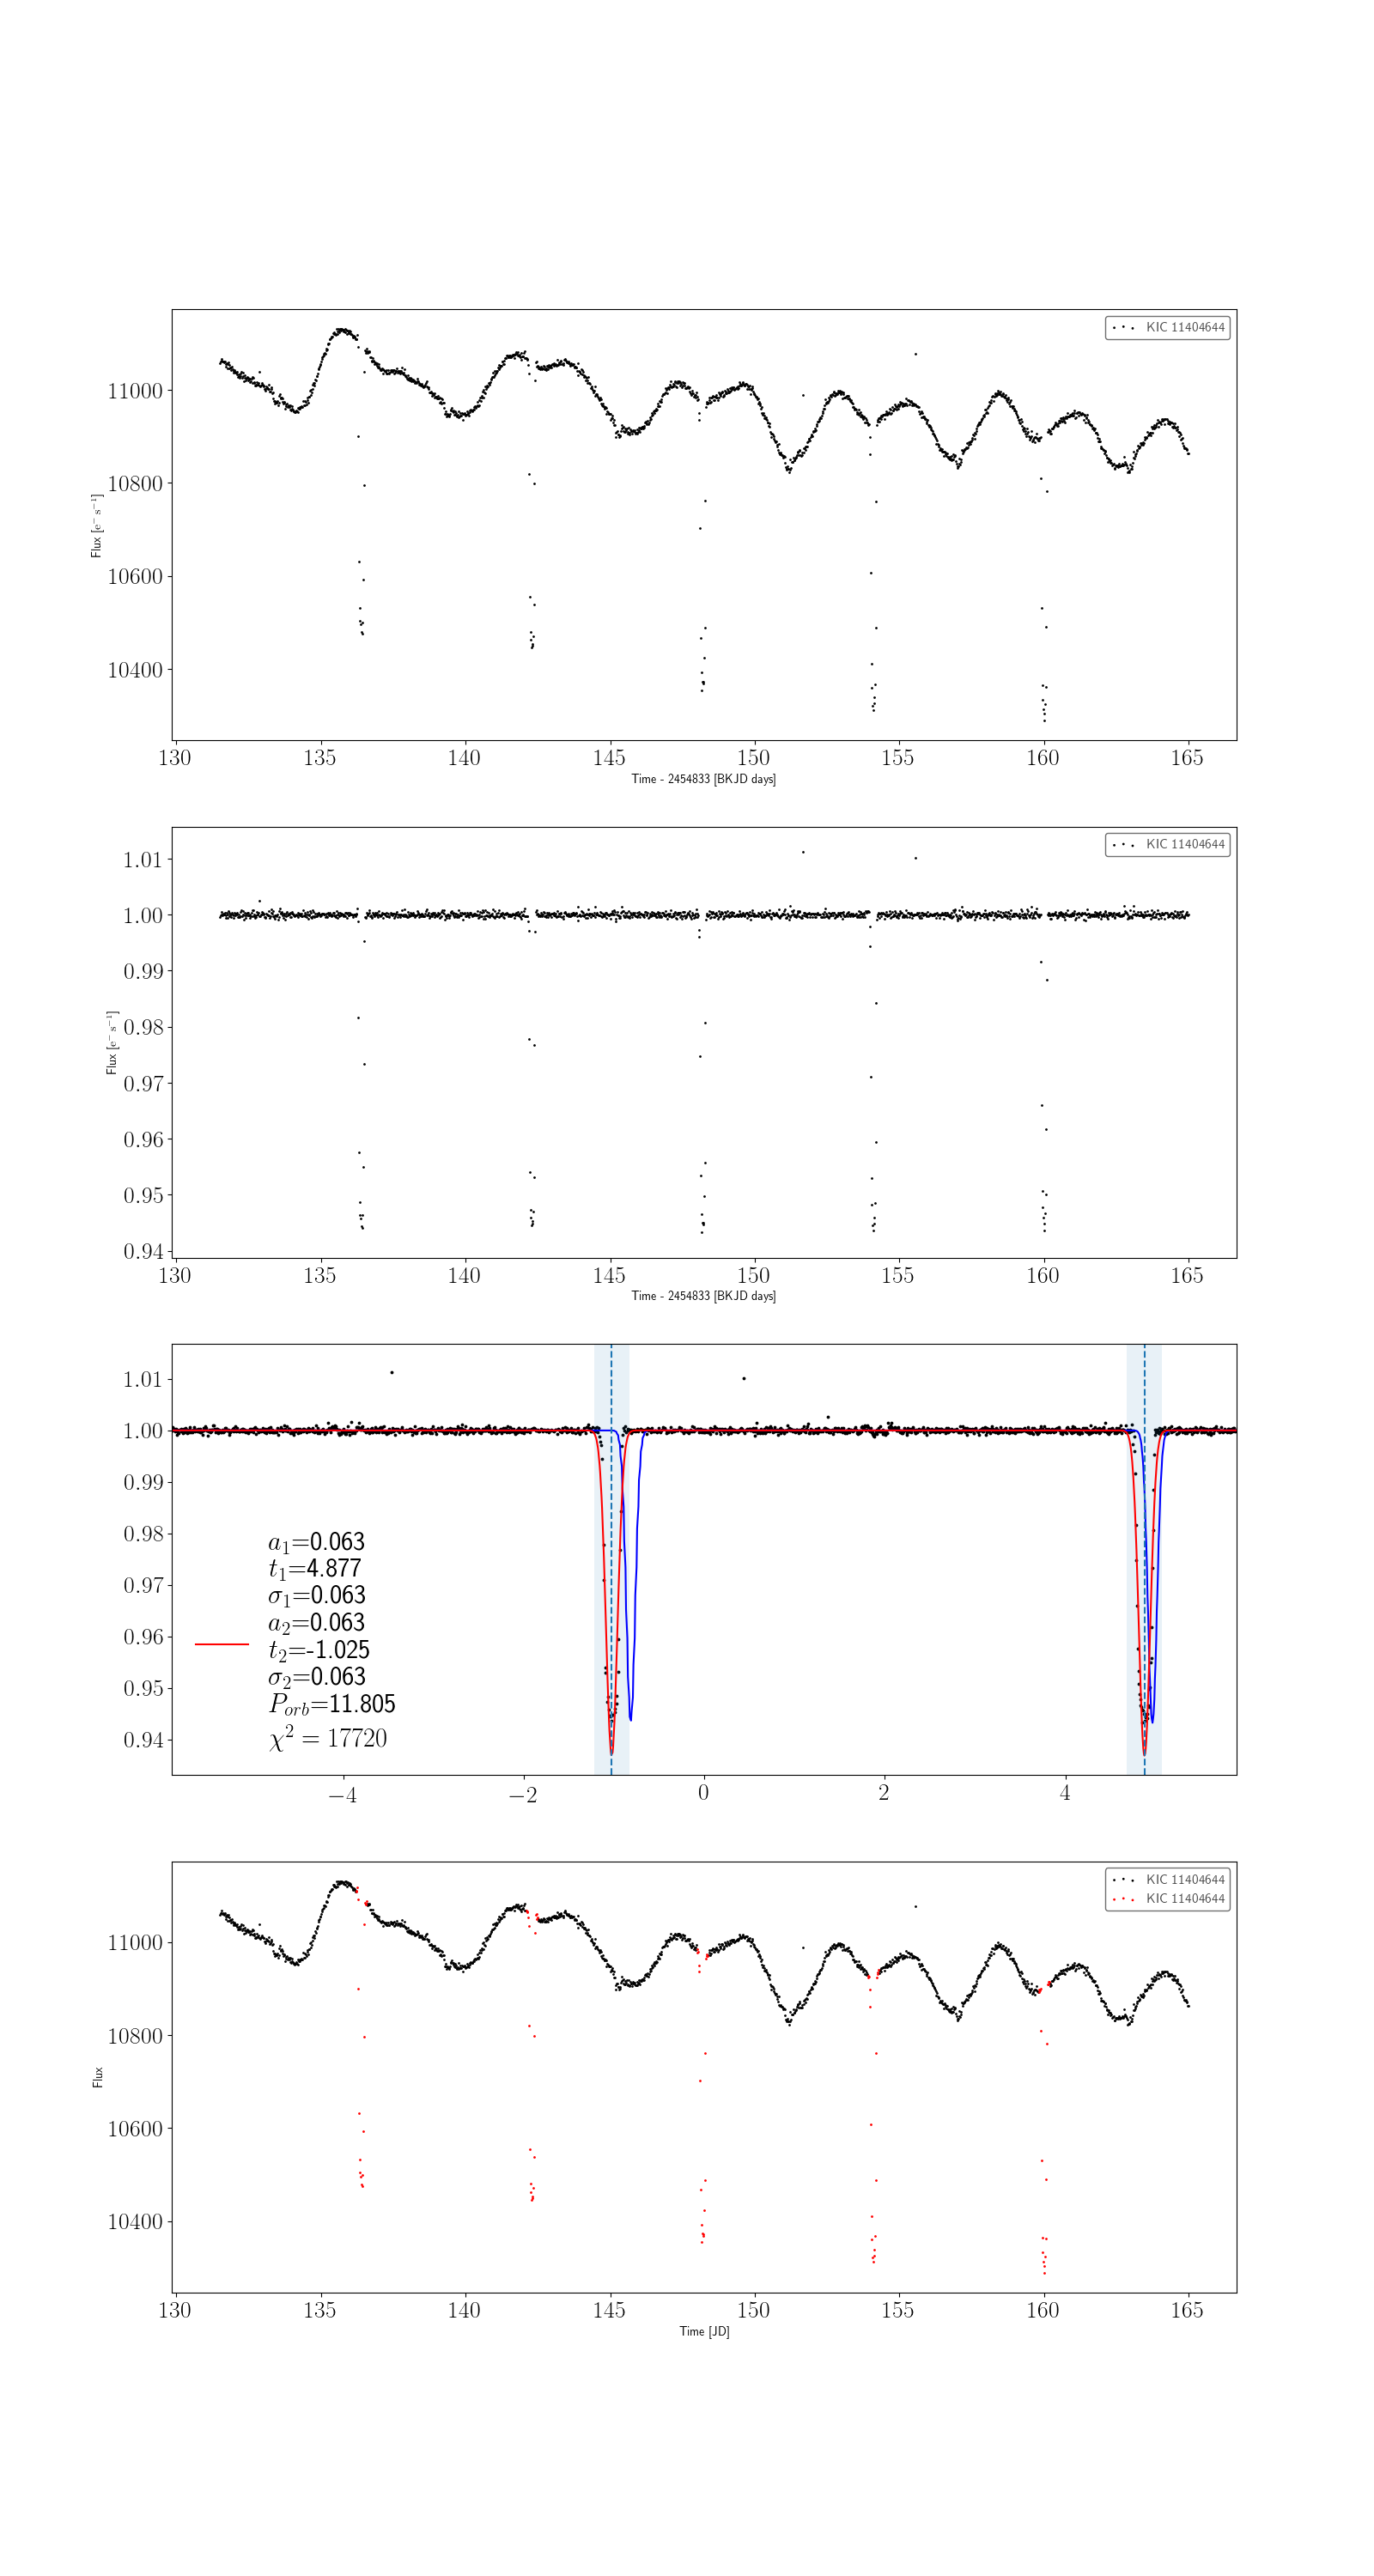 KIC 11404644
11000
10800
10600
10400
Flux [e⁻ s⁻¹]
130 135 140 145 150 155 160 165
Time - 2454833 [BKJD days]
KIC 11404644
1.01
1.00
0.99
0.98
0.97
0.96
0.95
0.94
Flux [e⁻ s⁻¹]
130 135 140 145 150 155 160 165
Time - 2454833 [BKJD days]
1.01
1.00
0.99
0.98
0.97
0.96
0.95
0.94
a₁=0.063
t₁=4.877
σ₁=0.063
a₂=0.063
t₂=-1.025
σ₂=0.063
P_orb=11.805
χ² = 17720
−4 −2 0 2 4
KIC 11404644
KIC 11404644
11000
10800
10600
10400
Flux
130 135 140 145 150 155 160 165
Time [JD]